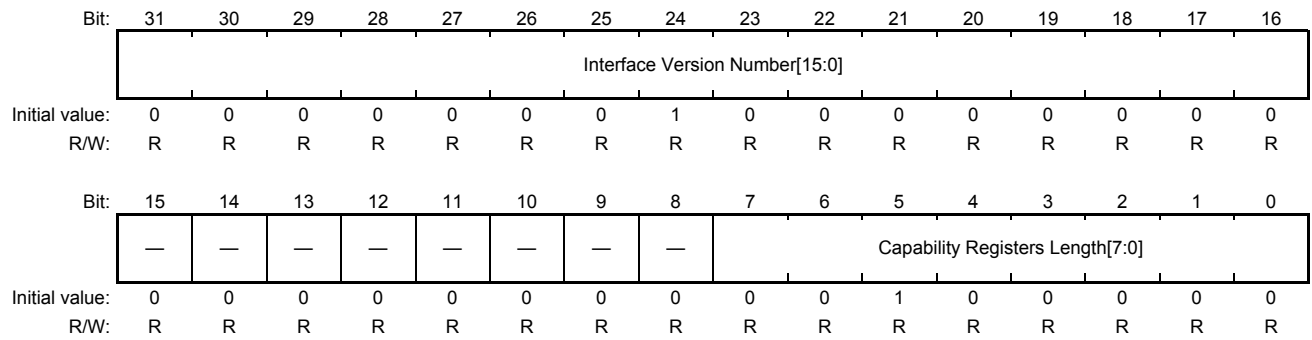 Bit: 31 30 29 28 27 26 25 24 23 22 21 20 19 18 17 16
Interface Version Number[15:0]
Initial value: 0 0 0 0 0 0 0 1 0 0 0 0 0 0 0 0
R/W: R R R R R R R R R R R R R R R R
Bit: 15 14 13 12 11 10 9 8 7 6 5 4 3 2 1 0
— — — — — — — — Capability Registers Length[7:0]
Initial value: 0 0 0 0 0 0 0 0 0 0 1 0 0 0 0 0
R/W: R R R R R R R R R R R R R R R R